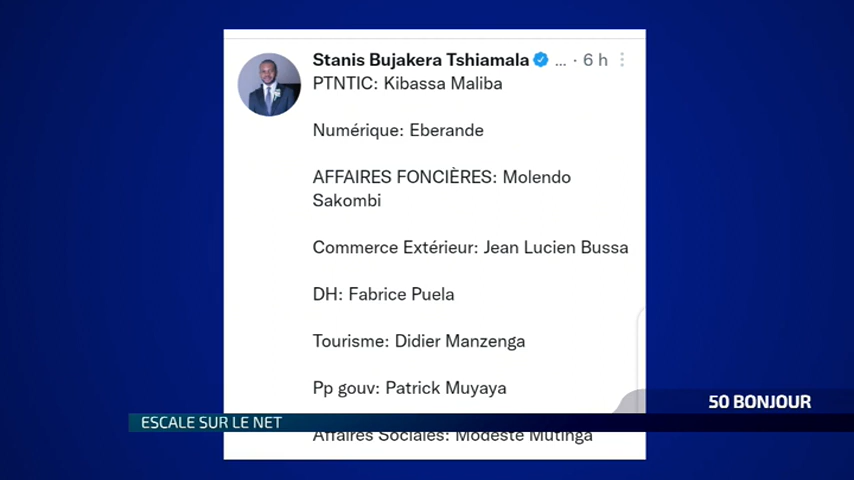 Stanis Bujakera Tshiamala ... · 6 h
PTNTIC: Kibassa Maliba
Numérique: Eberande
AFFAIRES FONCIÈRES: Molendo
Sakombi
Commerce Extérieur: Jean Lucien Bussa
DH: Fabrice Puela
Tourisme: Didier Manzenga
Pp gouv: Patrick Muyaya
50 BONJOUR
ESCALE SUR LE NET
Affaires Sociales: Modeste Mutinga